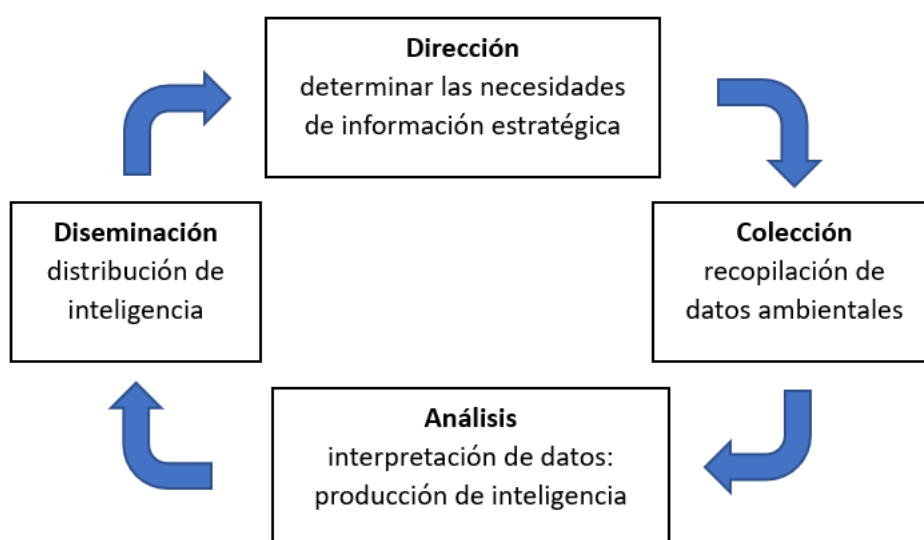 Dirección
determinar las necesidades
de información estratégica
Diseminación
distribución de
inteligencia
Colección
recopilación de
datos ambientales
Análisis
interpretación de datos:
producción de inteligencia